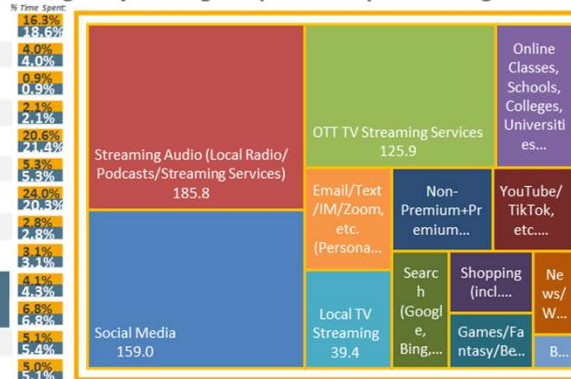 % Time Spent:
16.3%
18.6%
4.0%
4.0%
0.9%
0.9%
2.1%
2.1%
20.6%
21.4%
5.3%
5.3%
24.0%
20.3%
2.8%
2.8%
3.1%
3.1%
4.1%
4.3%
6.8%
6.8%
5.1%
5.4%
5.0%
5.1%
Streaming Audio (Local Radio/
Podcasts/Streaming Services)
185.8
Social Media
159.0
OTT TV Streaming Services
125.9
Online
Classes,
Schools,
Colleges,
Universiti
es...
Email/Text
/IM/Zoom,
etc.
(Persona...
Non-
Premium+Pr
emium...
YouTube/
TikTok,
etc....
Local TV
Streaming
39.4
Searc
h
(Googl
e,
Bing,...
Shopping
(incl....
Games/Fa
ntasy/Be...
Ne
ws/
W...
B...